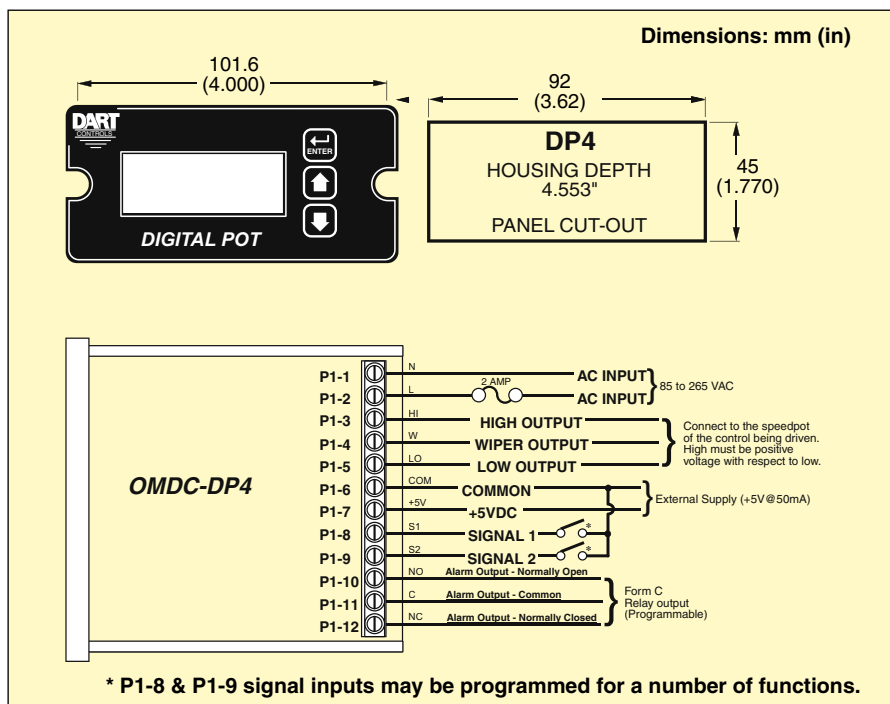 Dimensions: mm (in)
101.6
(4.000)
92
(3.62)
DART
CONTROLS
ENTER
DIGITAL POT
DP4
HOUSING DEPTH
4.553"
PANEL CUT-OUT
45
(1.770)
OMDC-DP4
P1-1 N AC INPUT
P1-2 L 2 AMP AC INPUT
85 to 265 VAC
P1-3 HI HIGH OUTPUT
P1-4 W WIPER OUTPUT
P1-5 LO LOW OUTPUT
Connect to the speedpot
of the control being driven.
High must be positive
voltage with respect to low.
P1-6 COM COMMON
P1-7 +5V +5VDC
External Supply (+5V@50mA)
P1-8 S1 SIGNAL 1 *
P1-9 S2 SIGNAL 2 *
P1-10 NO Alarm Output - Normally Open
P1-11 C Alarm Output - Common
P1-12 NC Alarm Output - Normally Closed
Form C
Relay output
(Programmable)
* P1-8 & P1-9 signal inputs may be programmed for a number of functions.